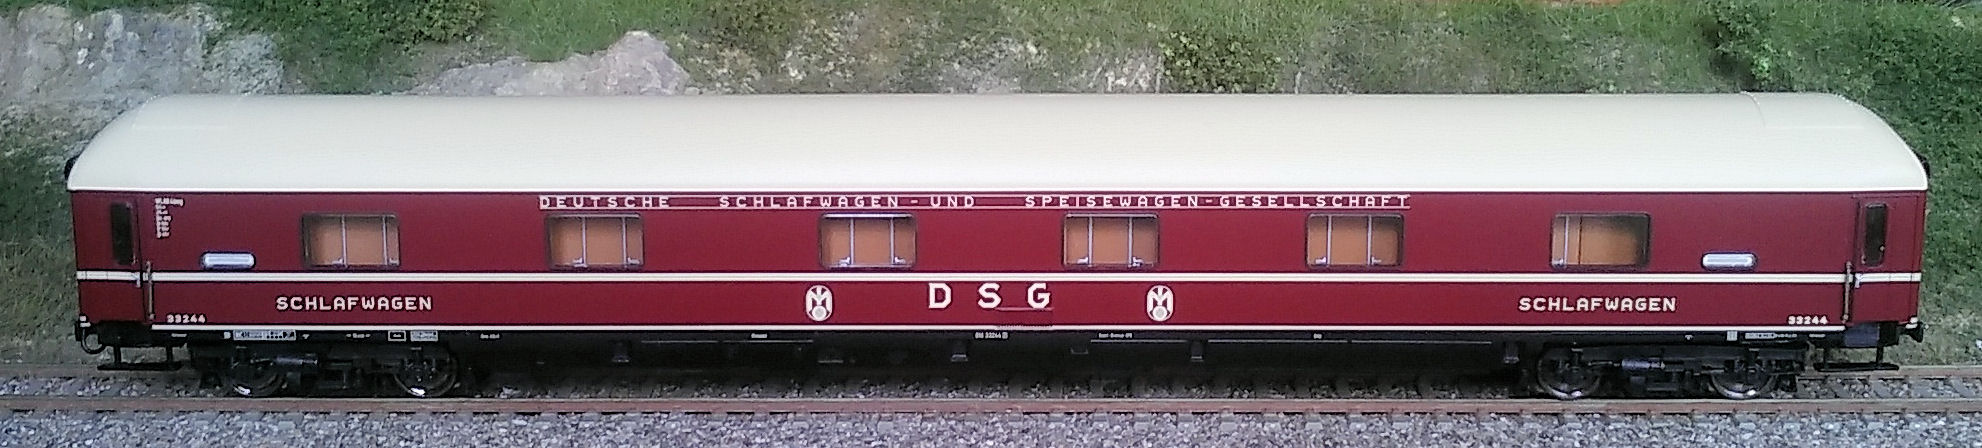 DEUTSCHE SCHLAFWAGEN-UND SPEISEWAGEN-GESELLSCHAFT
SCHLAFWAGEN
DSG
SCHLAFWAGEN
33244
33244